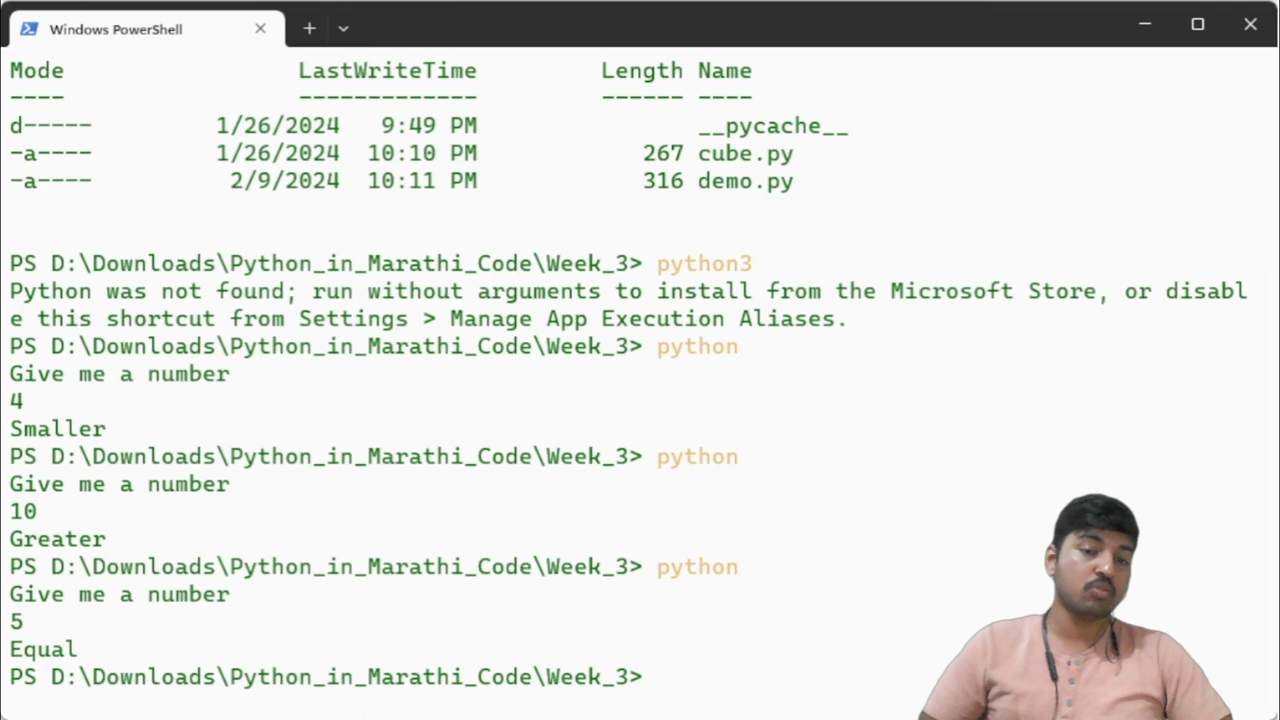 Windows PowerShell
Mode LastWriteTime Length Name
---- ------------- ------ ----
d----- 1/26/2024 9:49 PM __pycache__
-a---- 1/26/2024 10:10 PM 267 cube.py
-a---- 2/9/2024 10:11 PM 316 demo.py
PS D:\Downloads\Python_in_Marathi_Code\Week_3> python3
Python was not found; run without arguments to install from the Microsoft Store, or disabl
e this shortcut from Settings > Manage App Execution Aliases.
PS D:\Downloads\Python_in_Marathi_Code\Week_3> python
Give me a number
4
Smaller
PS D:\Downloads\Python_in_Marathi_Code\Week_3> python
Give me a number
10
Greater
PS D:\Downloads\Python_in_Marathi_Code\Week_3> python
Give me a number
5
Equal
PS D:\Downloads\Python_in_Marathi_Code\Week_3>